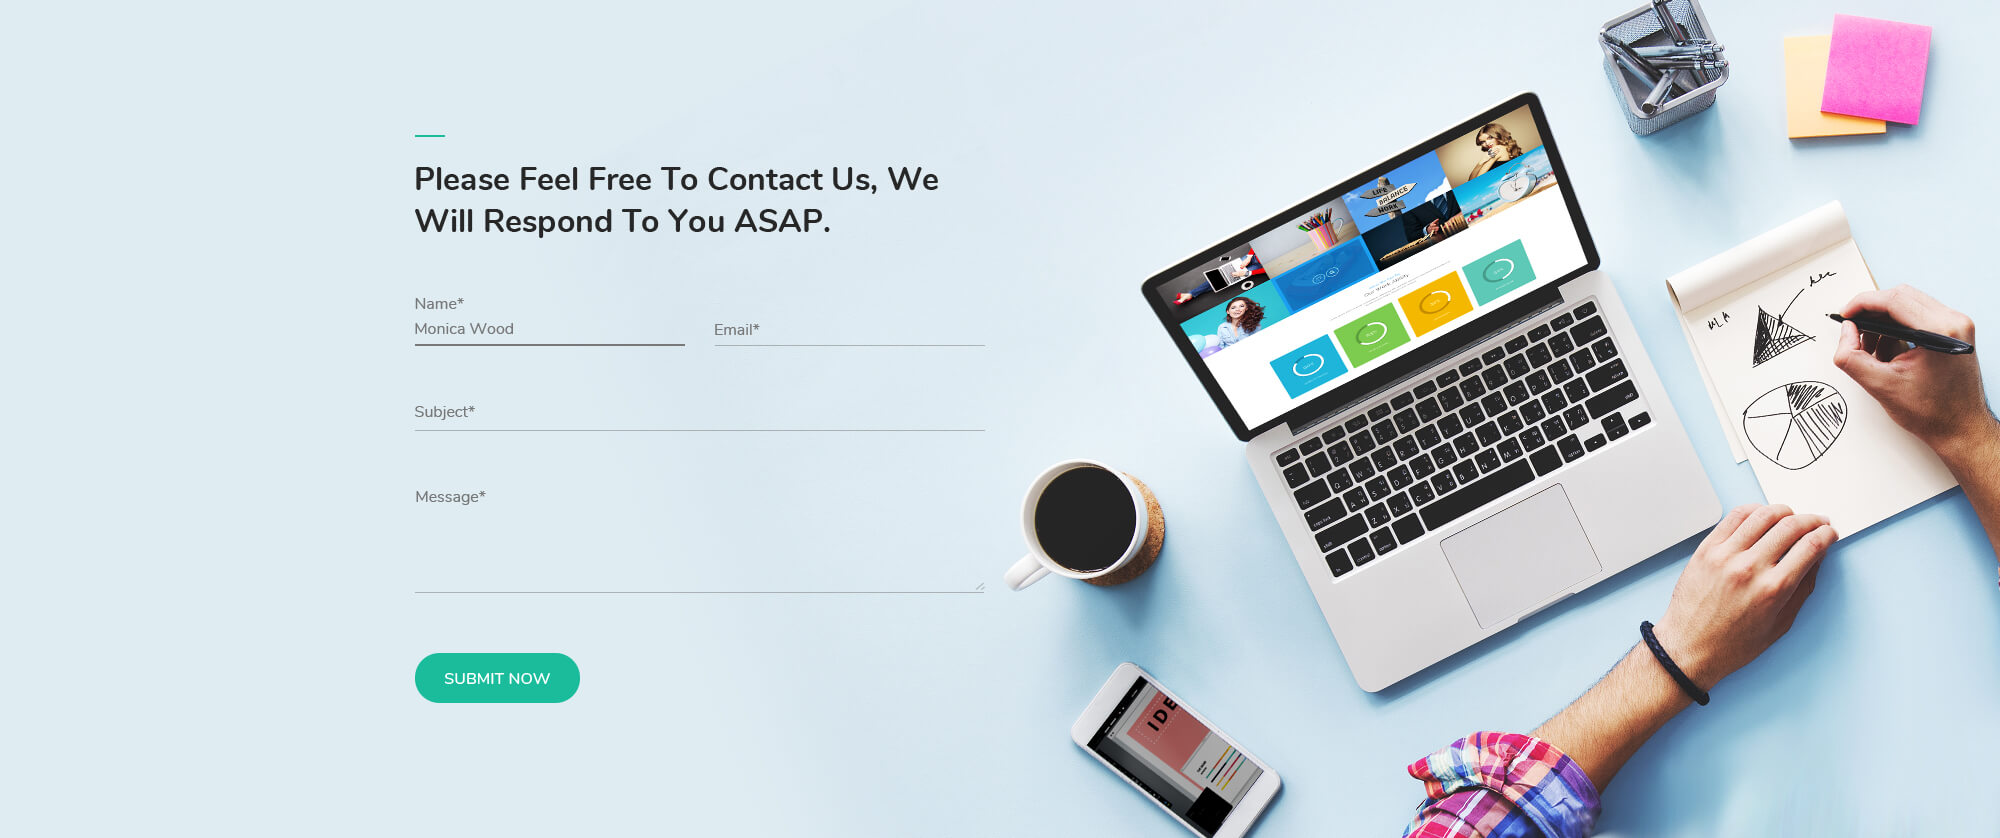 Please Feel Free To Contact Us, We
Will Respond To You ASAP.
Name*
Monica Wood
Email*
Subject*
Message*
SUBMIT NOW
LIFE
BALANCE
WORK
IDE